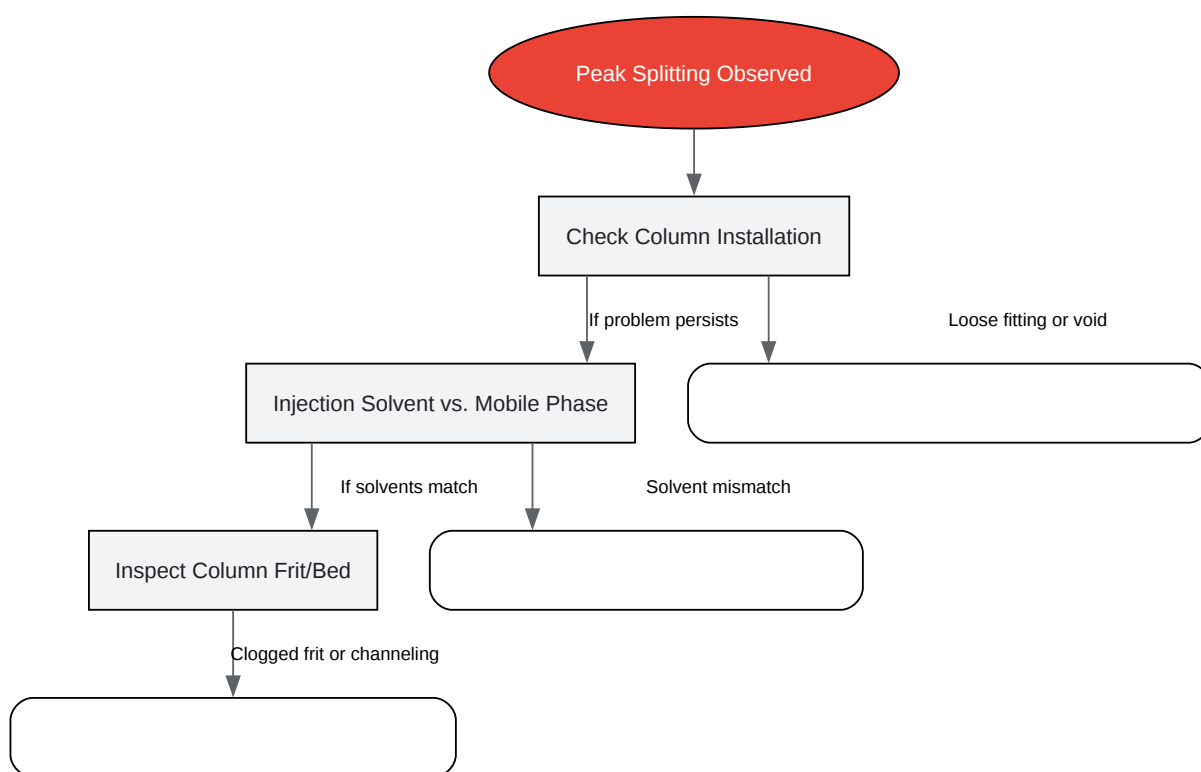 Peak Splitting Observed
Check Column Installation
If problem persists
Loose fitting or void
Injection Solvent vs. Mobile Phase
If solvents match
Solvent mismatch
Inspect Column Frit/Bed
Clogged frit or channeling